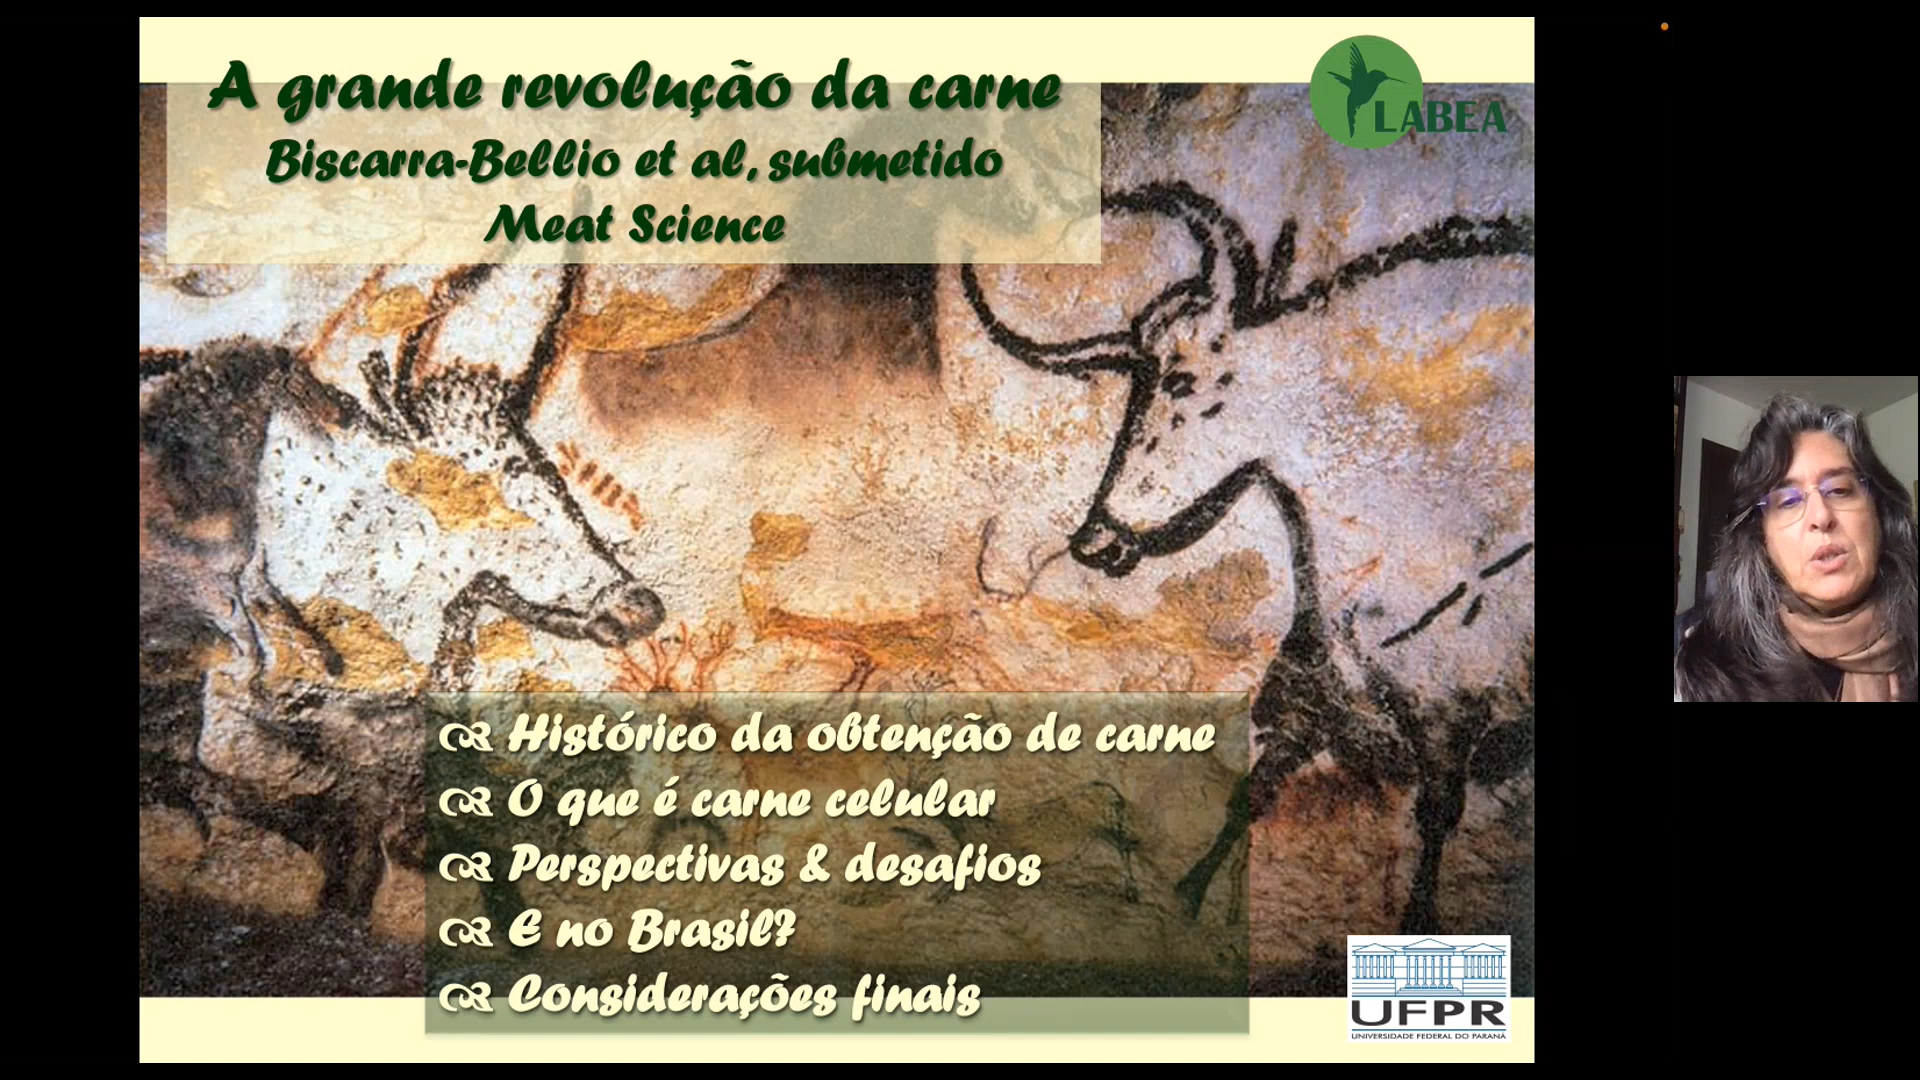 A grande revolução da carne
Biscarra-Bellio et al, submetido
Meat Science
LABEA
Histórico da obtenção de carne
O que é carne celular
Perspectivas & desafios
E no Brasil?
Considerações finais
UFPR
UNIVERSIDADE FEDERAL DO PARANÁ